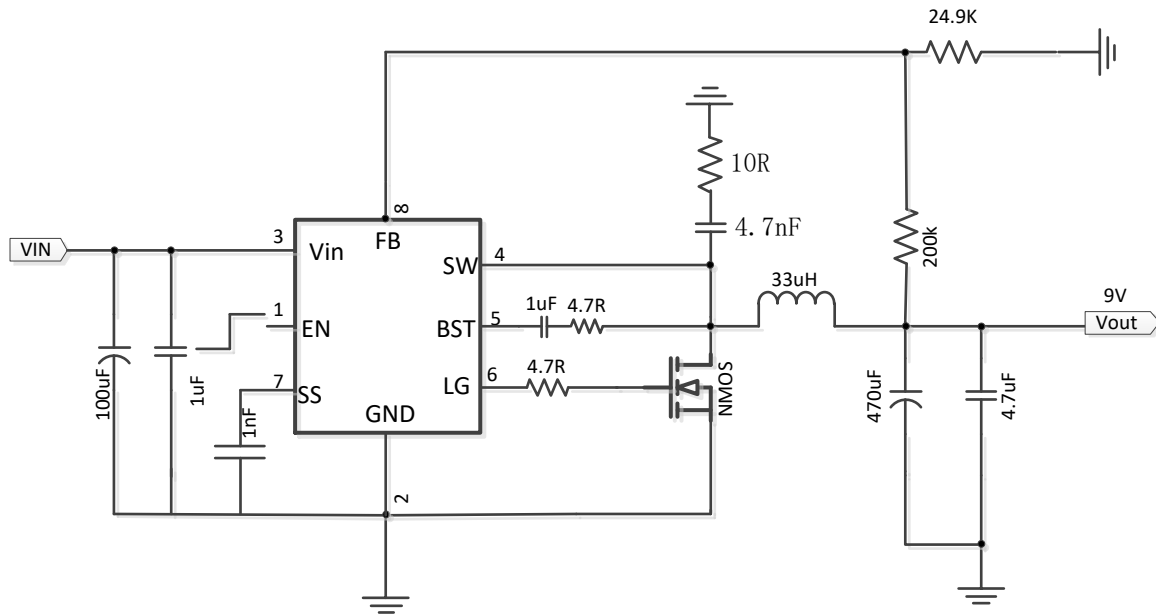 24.9K
10R
4.7nF
8
VIN
3
Vin
FB
SW
4
200k
33uH
9V
Vout
1
EN
BST
5
1uF
4.7R
100uF
1uF
7
SS
1nF
LG
6
4.7R
NMOS
470uF
4.7uF
GND
2